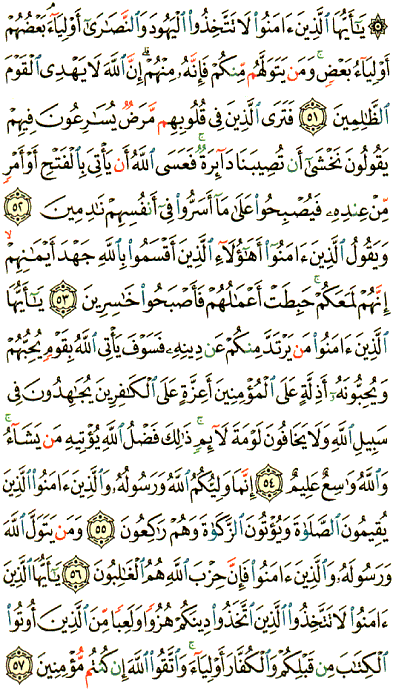 ۞ يَـٰٓأَيُّهَا ٱلَّذِينَ ءَامَنُوا۟ لَا تَتَّخِذُوا۟ ٱلْيَهُودَ وَٱلنَّصَـٰرَىٰٓ أَوْلِيَآءَ ۘ بَعْضُهُمْ
أَوْلِيَآءُ بَعْضٍ ۚ وَمَن يَتَوَلَّهُم مِّنكُمْ فَإِنَّهُۥ مِنْهُمْ ۗ إِنَّ ٱللَّهَ لَا يَهْدِى ٱلْقَوْمَ
ٱلظَّـٰلِمِينَ ٥١ فَتَرَى ٱلَّذِينَ فِى قُلُوبِهِم مَّرَضٌ يُسَـٰرِعُونَ فِيهِمْ
يَقُولُونَ نَخْشَىٰٓ أَن تُصِيبَنَا دَآئِرَةٌ ۚ فَعَسَى ٱللَّهُ أَن يَأْتِىَ بِٱلْفَتْحِ أَوْ أَمْرٍ
مِّنْ عِندِهِۦ فَيُصْبِحُوا۟ عَلَىٰ مَآ أَسَرُّوا۟ فِىٓ أَنفُسِهِمْ نَـٰدِمِينَ ٥٢
وَيَقُولُ ٱلَّذِينَ ءَامَنُوٓا۟ أَهَـٰٓؤُلَآءِ ٱلَّذِينَ أَقْسَمُوا۟ بِٱللَّهِ جَهْدَ أَيْمَـٰنِهِمْ ۙ
إِنَّهُمْ لَمَعَكُمْ ۚ حَبِطَتْ أَعْمَـٰلُهُمْ فَأَصْبَحُوا۟ خَـٰسِرِينَ ٥٣ يَـٰٓأَيُّهَا
ٱلَّذِينَ ءَامَنُوا۟ مَن يَرْتَدَّ مِنكُمْ عَن دِينِهِۦ فَسَوْفَ يَأْتِى ٱللَّهُ بِقَوْمٍ يُحِبُّهُمْ
وَيُحِبُّونَهُۥٓ أَذِلَّةٍ عَلَى ٱلْمُؤْمِنِينَ أَعِزَّةٍ عَلَى ٱلْكَـٰفِرِينَ يُجَـٰهِدُونَ فِى
سَبِيلِ ٱللَّهِ وَلَا يَخَافُونَ لَوْمَةَ لَآئِمٍ ۚ ذَٰلِكَ فَضْلُ ٱللَّهِ يُؤْتِيهِ مَن يَشَآءُ ۚ
وَٱللَّهُ وَٰسِعٌ عَلِيمٌ ٥٤ إِنَّمَا وَلِيُّكُمُ ٱللَّهُ وَرَسُولُهُۥ وَٱلَّذِينَ ءَامَنُوا۟ ٱلَّذِينَ
يُقِيمُونَ ٱلصَّلَوٰةَ وَيُؤْتُونَ ٱلزَّكَوٰةَ وَهُمْ رَٰكِعُونَ ٥٥ وَمَن يَتَوَلَّ ٱللَّهَ
وَرَسُولَهُۥ وَٱلَّذِينَ ءَامَنُوا۟ فَإِنَّ حِزْبَ ٱللَّهِ هُمُ ٱلْغَـٰلِبُونَ ٥٦ يَـٰٓأَيُّهَا ٱلَّذِينَ
ءَامَنُوا۟ لَا تَتَّخِذُوا۟ ٱلَّذِينَ ٱتَّخَذُوا۟ دِينَكُمْ هُزُوًا وَلَعِبًا مِّنَ ٱلَّذِينَ أُوتُوا۟
ٱلْكِتَـٰبَ مِن قَبْلِكُمْ وَٱلْكُفَّارَ أَوْلِيَآءَ ۚ وَٱتَّقُوا۟ ٱللَّهَ إِن كُنتُم مُّؤْمِنِينَ ٥٧